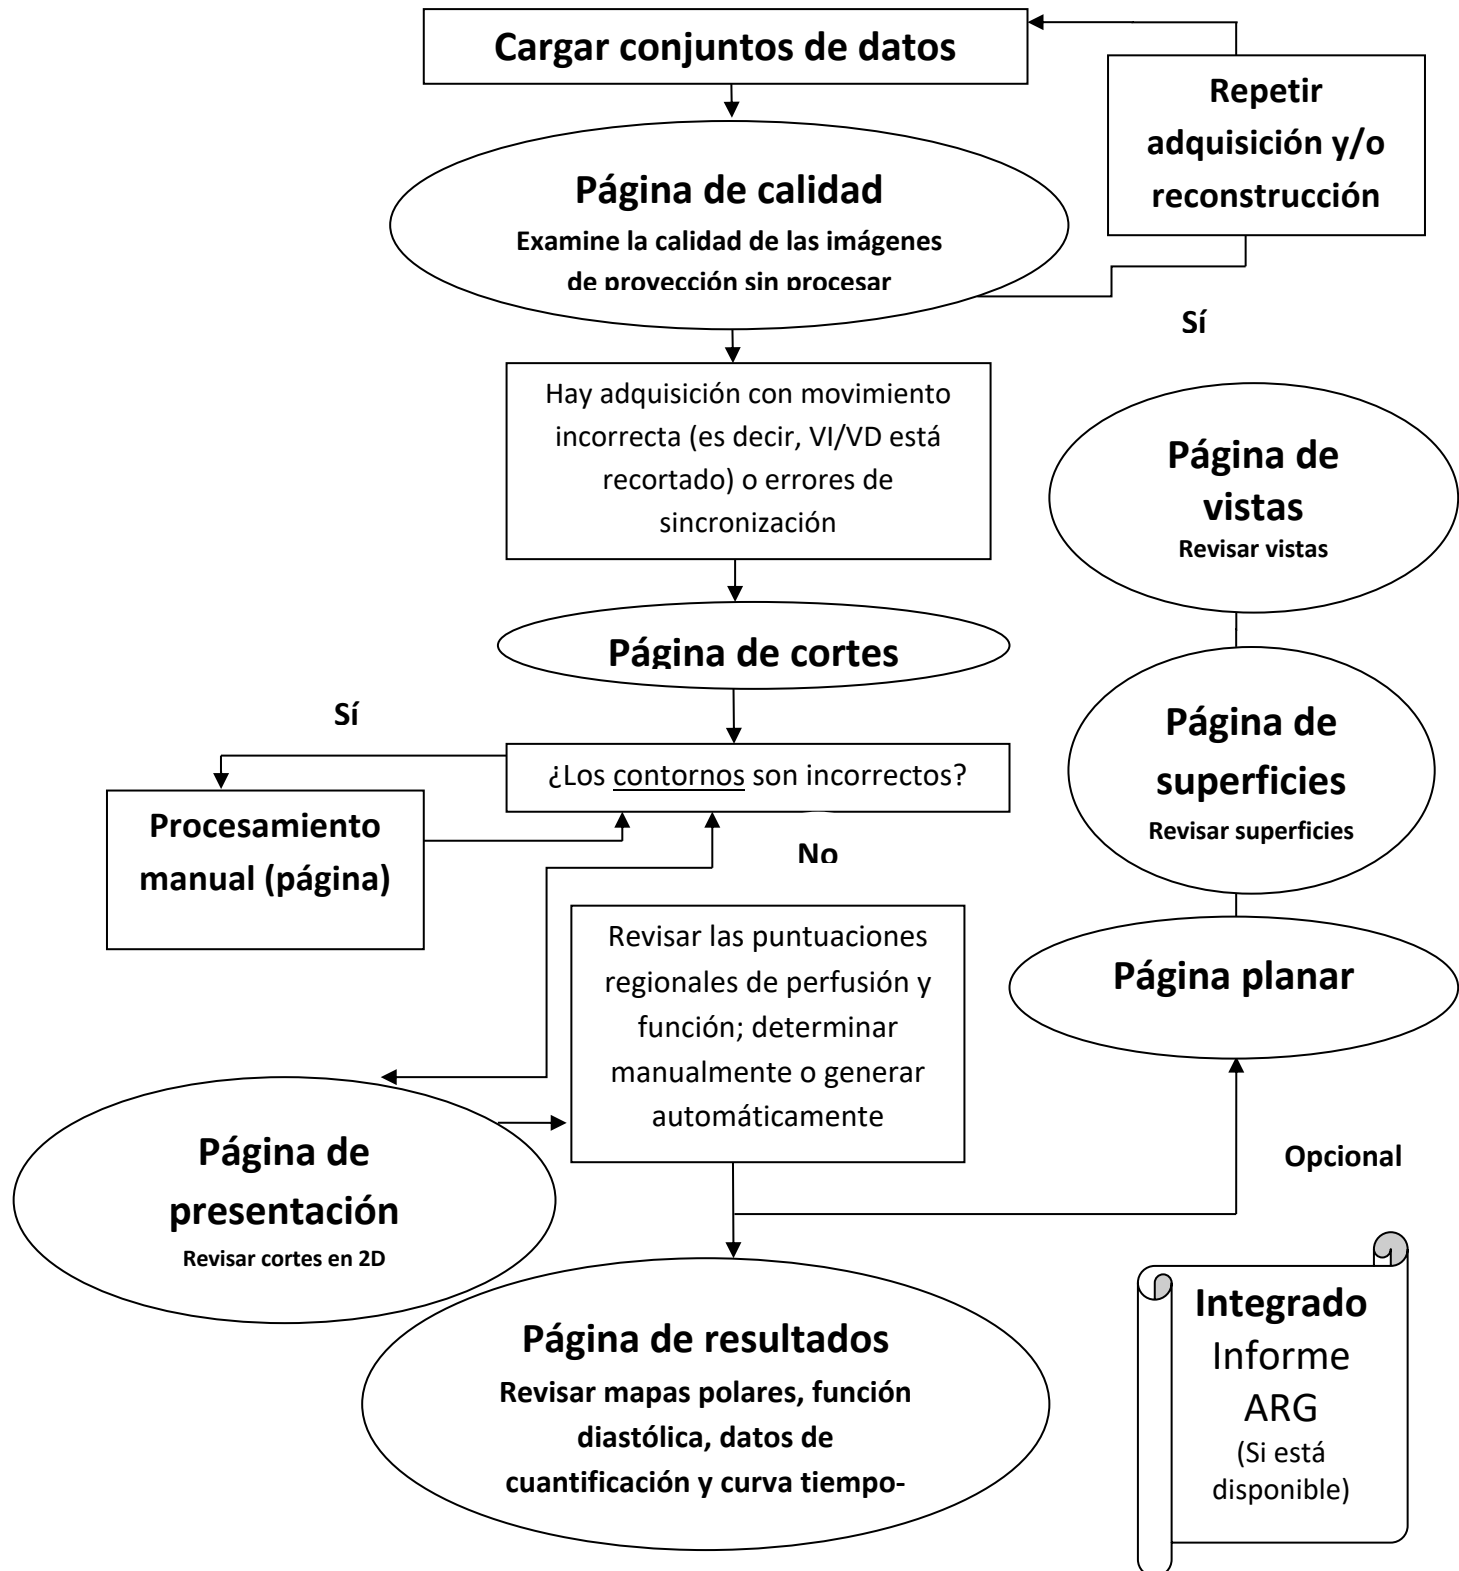 Cargar conjuntos de datos
Repetir
adquisición y/o
reconstrucción
Página de calidad
Examine la calidad de las imágenes
de proyección sin procesar
Sí
Hay adquisición con movimiento
incorrecta (es decir, VI/VD está
recortado) o errores de
sincronización
Página de
vistas
Revisar vistas
Página de cortes
Sí
¿Los contornos son incorrectos?
Página de
superficies
Revisar superficies
Procesamiento
manual (página)
No
Revisar las puntuaciones
regionales de perfusión y
función; determinar
manualmente o generar
automáticamente
Página planar
Página de
presentación
Revisar cortes en 2D
Opcional
Página de resultados
Revisar mapas polares, función
diastólica, datos de
cuantificación y curva tiempo-
Integrado
Informe
ARG
(Si está
disponible)